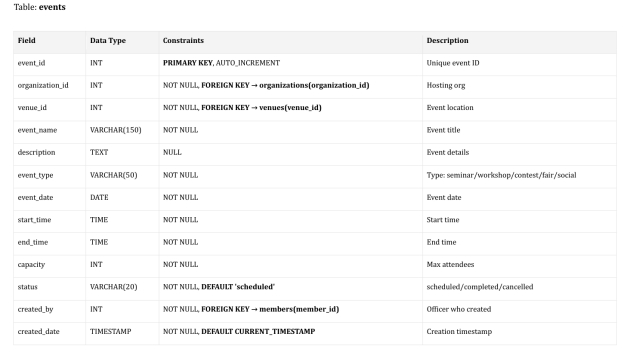 Table: events
Field Data Type Constraints Description
event_id INT PRIMARY KEY, AUTO_INCREMENT Unique event ID
organization_id INT NOT NULL, FOREIGN KEY → organizations(organization_id) Hosting org
venue_id INT NOT NULL, FOREIGN KEY → venues(venue_id) Event location
event_name VARCHAR(150) NOT NULL Event title
description TEXT NULL Event details
event_type VARCHAR(50) NOT NULL Type: seminar/workshop/contest/fair/social
event_date DATE NOT NULL Event date
start_time TIME NOT NULL Start time
end_time TIME NOT NULL End time
capacity INT NOT NULL Max attendees
status VARCHAR(20) NOT NULL, DEFAULT 'scheduled' scheduled/completed/cancelled
created_by INT NOT NULL, FOREIGN KEY → members(member_id) Officer who created
created_date TIMESTAMP NOT NULL, DEFAULT CURRENT_TIMESTAMP Creation timestamp